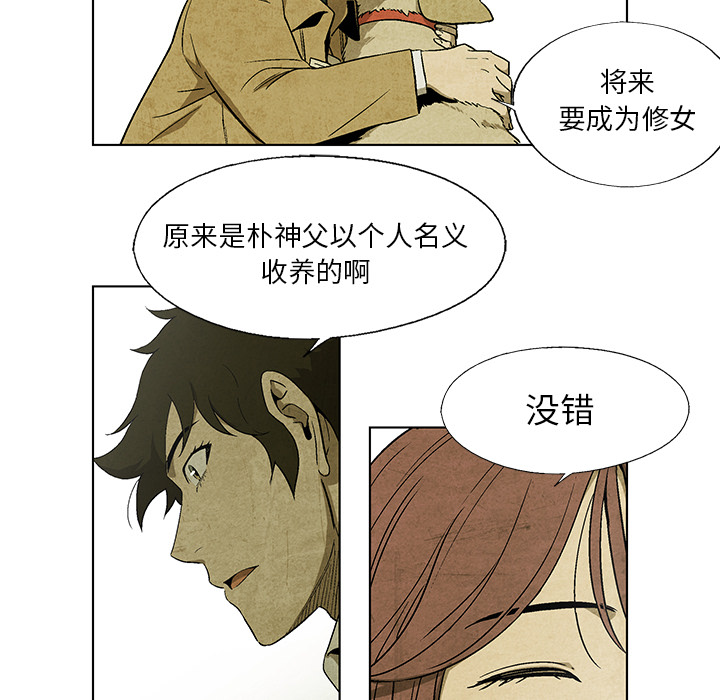 将来
要成为修女
原来是朴神父以个人名义
收养的啊
没错